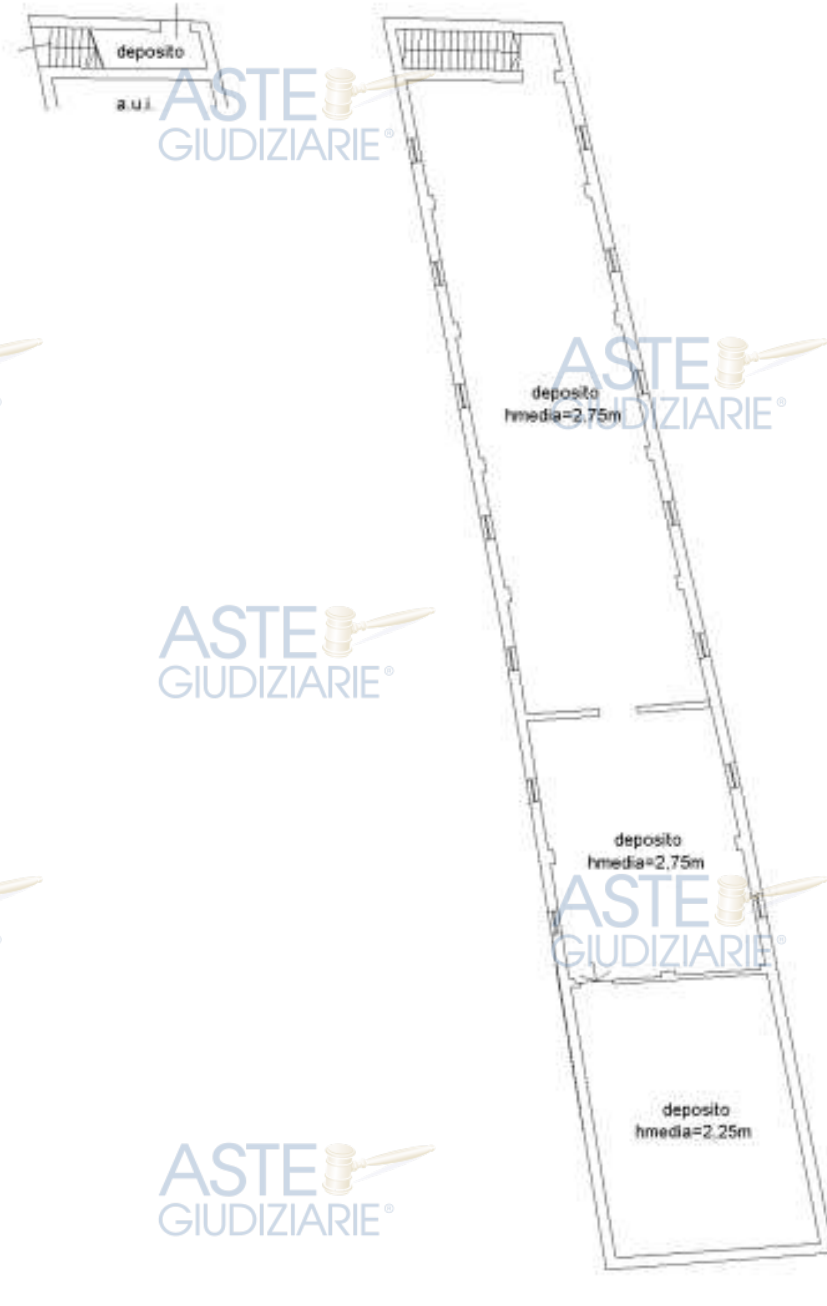 deposito
a.u.i.
ASTE
GIUDIZIARIE®
deposito
hmedia=2,75m
ASTE
GIUDIZIARIE®
ASTE
GIUDIZIARIE®
deposito
hmedia=2,75m
ASTE
GIUDIZIARIE®
deposito
hmedia=2,25m
ASTE
GIUDIZIARIE®